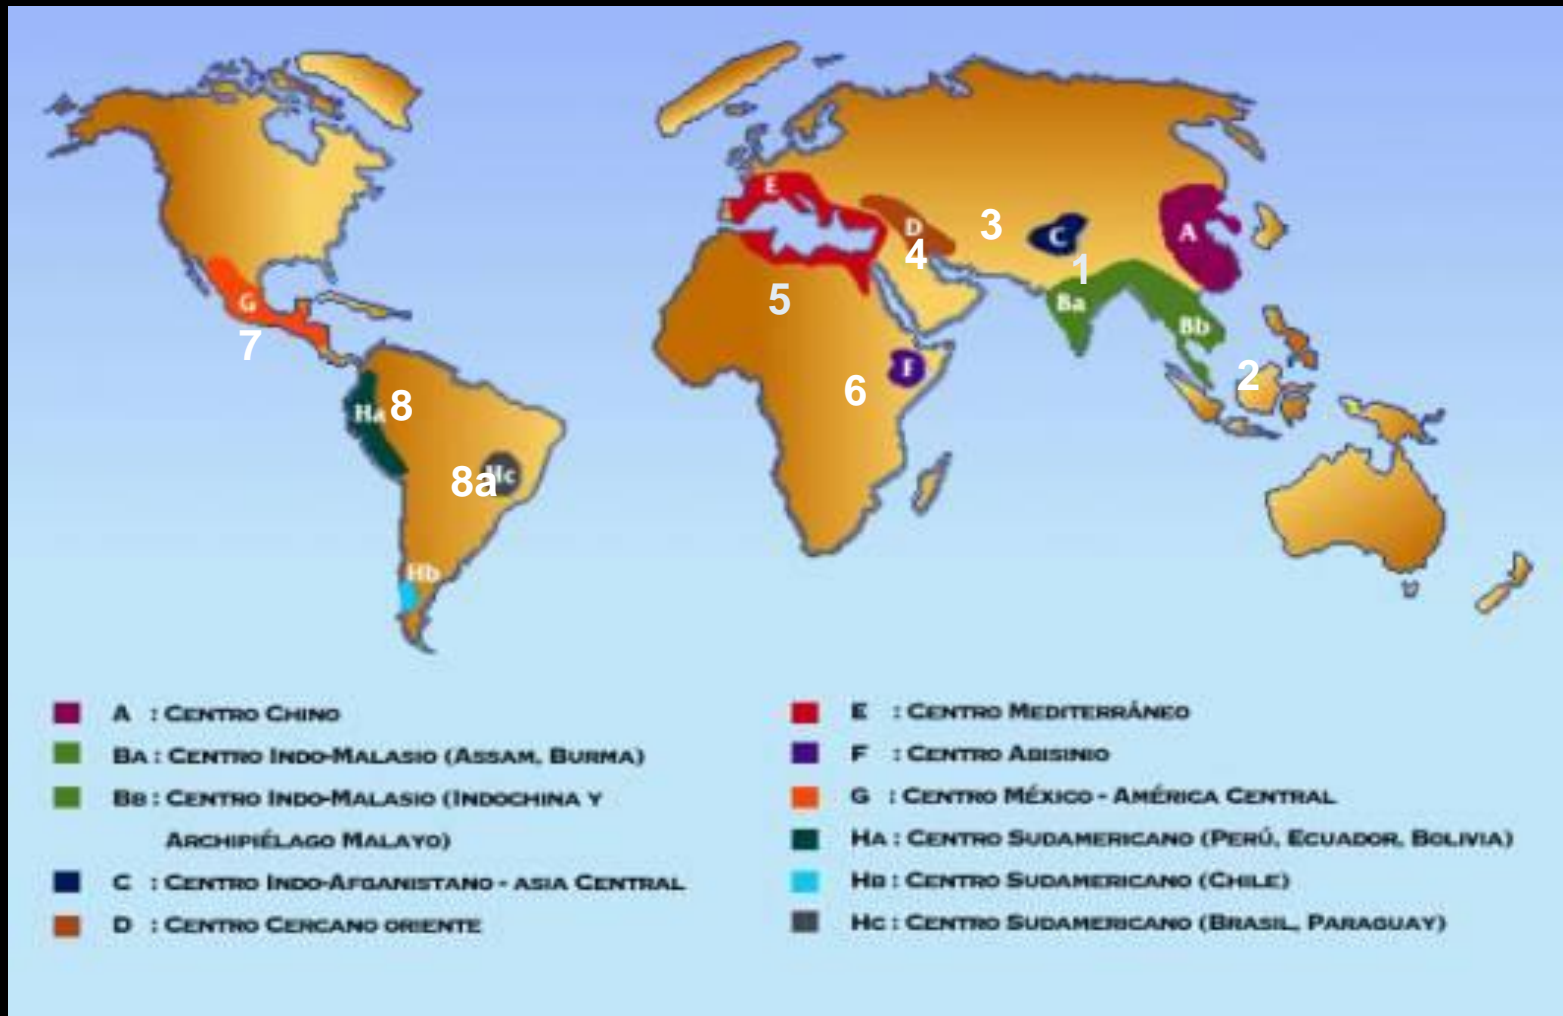 E
A
3
D
C
4
1
G
5
Ba
Bb
7
F
2
6
Ha 8
8a Hc
Hb
A : CENTRO CHINO
BA : CENTRO INDO-MALASIO (ASSAM, BURMA)
BB : CENTRO INDO-MALASIO (INDOCHINA Y
ARCHIPIÉLAGO MALAYO)
C : CENTRO INDO-AFGANISTANO - ASIA CENTRAL
D : CENTRO CERCANO ORIENTE
E : CENTRO MEDITERRÁNEO
F : CENTRO ABISINIO
G : CENTRO MÉXICO - AMÉRICA CENTRAL
HA : CENTRO SUDAMERICANO (PERÚ, ECUADOR, BOLIVIA)
HB : CENTRO SUDAMERICANO (CHILE)
HC : CENTRO SUDAMERICANO (BRASIL, PARAGUAY)